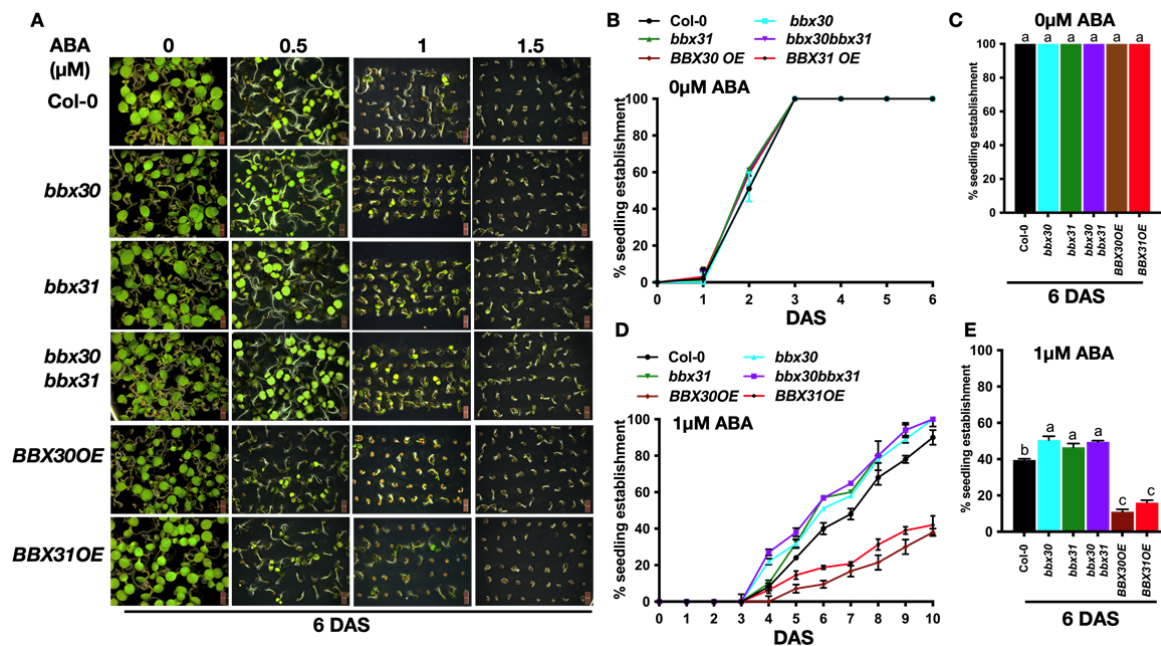 A
ABA
(µM)
0
0.5
1
1.5
Col-0
bbx30
bbx31
bbx30
bbx31
BBX30OE
BBX31OE
6 DAS
B
Col-0
bbx30
bbx31
bbx30bbx31
BBX30 OE
BBX31 OE
0µM ABA
% seedling establishment
100
80
60
40
20
0
0 1 2 3 4 5 6
DAS
C
0µM ABA
a a a a a a
% seedling establishment
100
80
60
40
20
0
Col-0
bbx30
bbx31
bbx30
bbx31
BBX30OE
BBX31OE
6 DAS
D
Col-0
bbx30
bbx31
bbx30bbx31
BBX30OE
BBX31OE
1µM ABA
% seedling establishment
100
80
60
40
20
0
0 1 2 3 4 5 6 7 8 9 10
DAS
E
1µM ABA
% seedling establishment
100
80
60
40
20
0
b a a a c c
Col-0
bbx30
bbx31
bbx30
bbx31
BBX30OE
BBX31OE
6 DAS